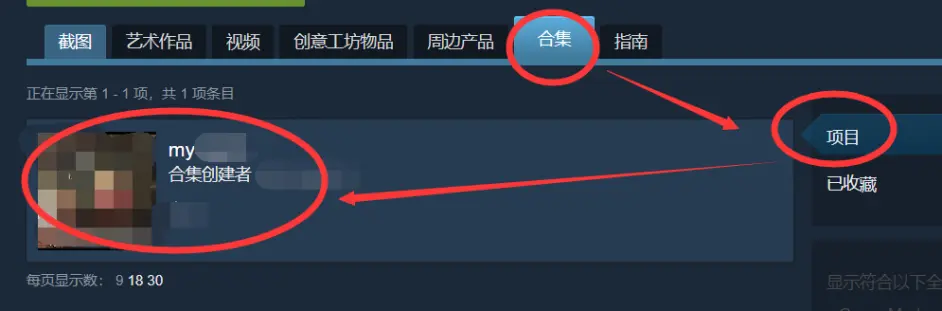 截图 艺术作品 视频 创意工坊物品 周边产品 合集 指南
正在显示第 1 - 1 项，共 1 项条目
项目
my
合集创建者
已收藏
每页显示数： 9 18 30
显示符合以下全